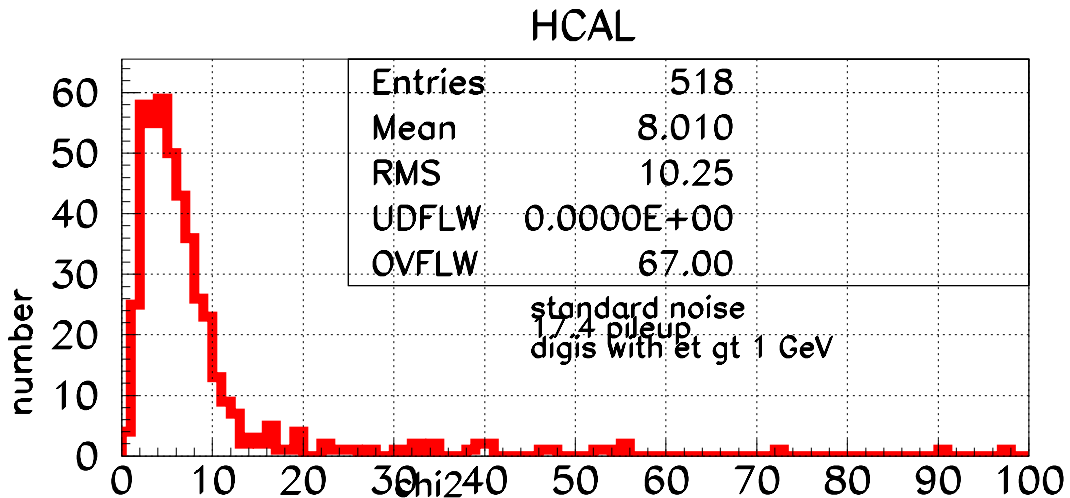 HCAL
60
50
40
30
20
10
0
number
Entries 518
Mean 8.010
RMS 10.25
UDFLW 0.0000E+00
OVFLW 67.00
standard noise
17.4 pileup
digis with et gt 1 GeV
0 10 20 30 40 50 60 70 80 90 100
chi2